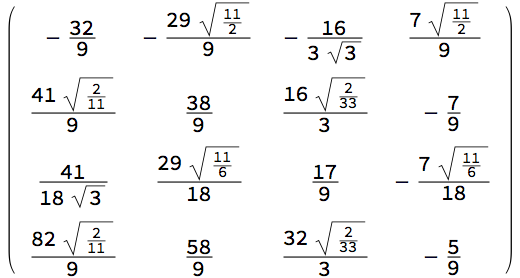 - 32/9   - 29 √(11/2) / 9   - 16 / (3 √3)   7 √(11/2) / 9
41 √(2/11) / 9   38/9   16 √(2/33) / 3   - 7/9
41 / (18 √3)   29 √(11/6) / 18   17/9   - 7 √(11/6) / 18
82 √(2/11) / 9   58/9   32 √(2/33) / 3   - 5/9